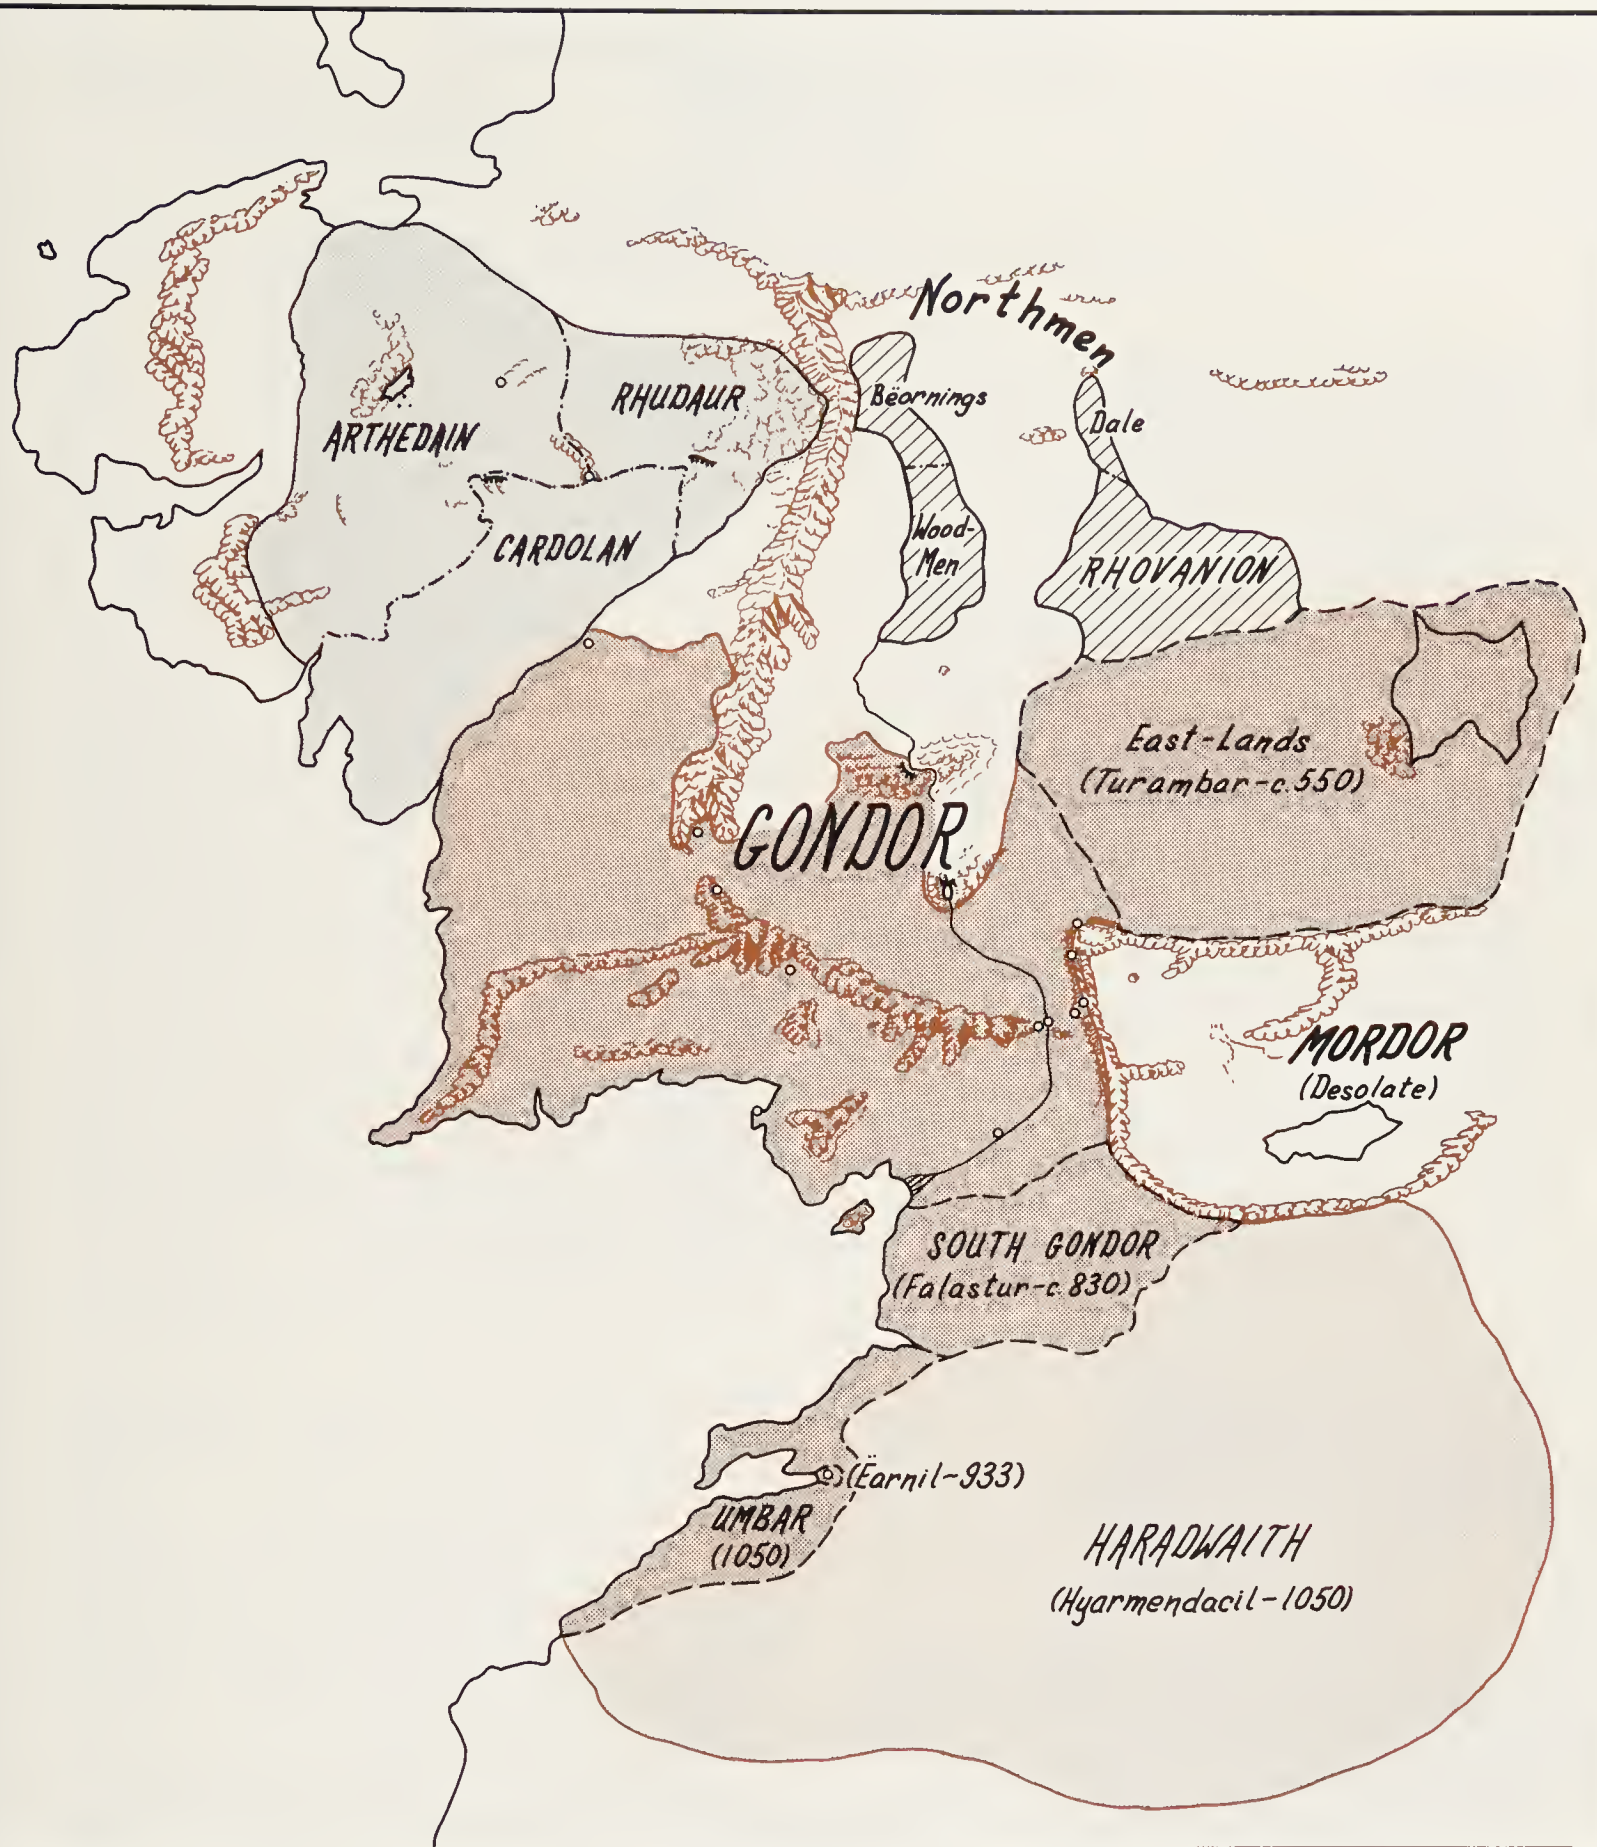 Northmen
Bëornings
RHUDAUR
Dale
ARTHEDAIN
Wood-
Men
CARDOLAN
RHOVANION
East-Lands
(Turambar-c.550)
GONDOR
MORDOR
(Desolate)
SOUTH GONDOR
(Falastur-c.830)
(Ëarnil-933)
UMBAR
(1050)
HARADWAITH
(Hyarmendacil-1050)